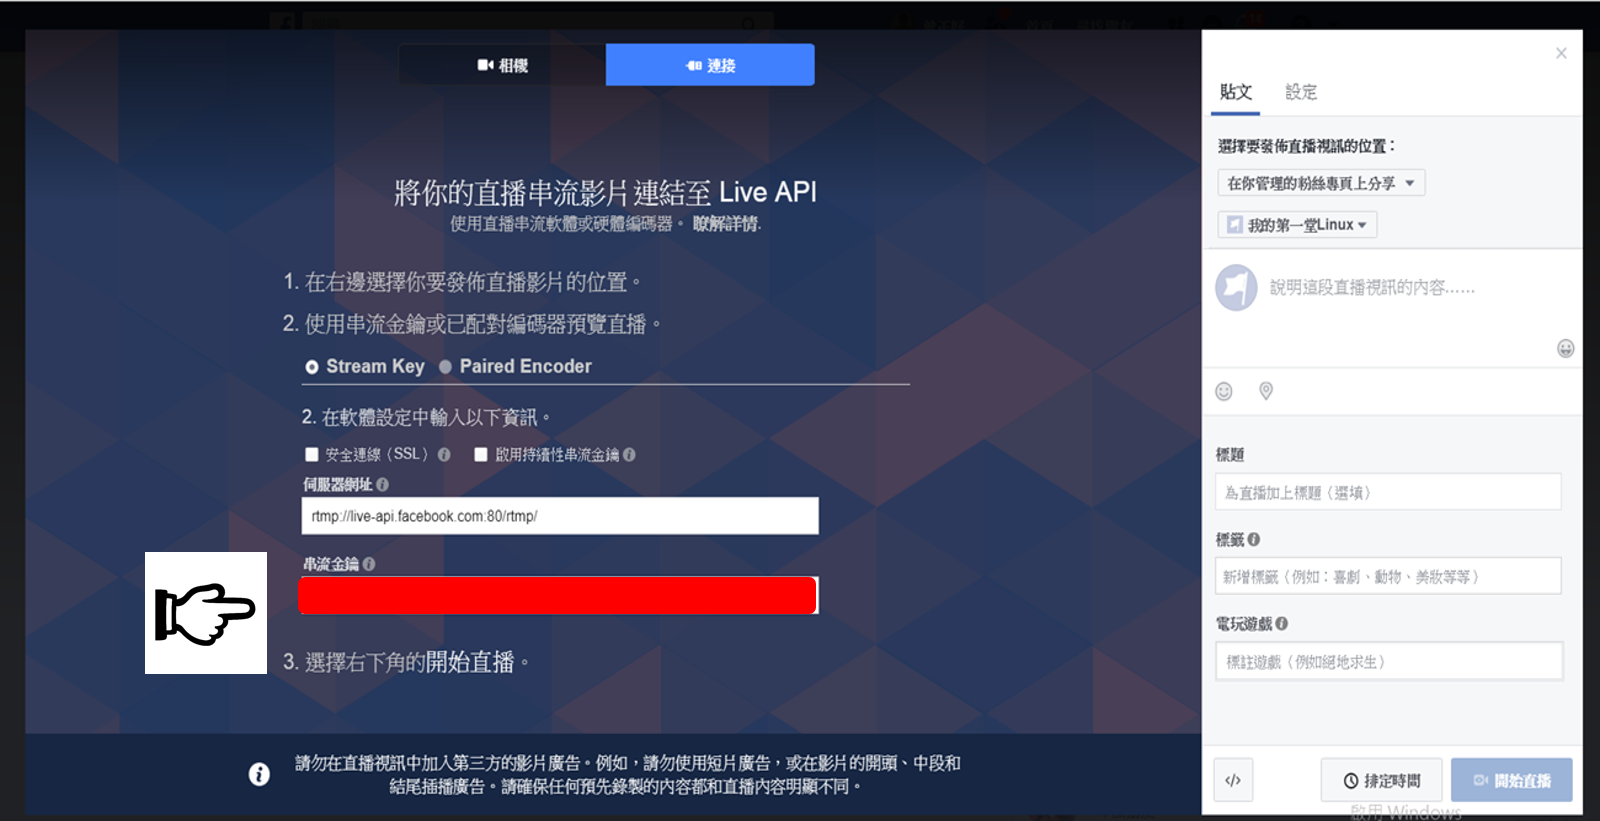 相機
連接
將你的直播串流影片連結至 Live API
使用直播串流軟體或硬體編碼器。 瞭解詳情.
1. 在右邊選擇你要發佈直播影片的位置。
2. 使用串流金鑰或已配對編碼器預覽直播。
Stream Key Paired Encoder
2. 在軟體設定中輸入以下資訊。
安全連線（SSL） 啟用持續性串流金鑰
伺服器網址
rtmp://live-api.facebook.com:80/rtmp/
串流金鑰
3. 選擇右下角的開始直播。
請勿在直播視訊中加入第三方的影片廣告。例如，請勿使用短片廣告，或在影片的開頭、中段和
結尾插播廣告。請確保任何預先錄製的內容都和直播內容明顯不同。
貼文 設定
選擇要發佈直播視訊的位置：
在你管理的粉絲專頁上分享
我的第一堂Linux
說明這段直播視訊的內容......
標題
為直播加上標題（選填）
標籤
新增標籤（例如：喜劇、動物、美妝等等）
電玩遊戲
標註遊戲（例如絕地求生）
</> 排定時間 開始直播
啟用 Windows